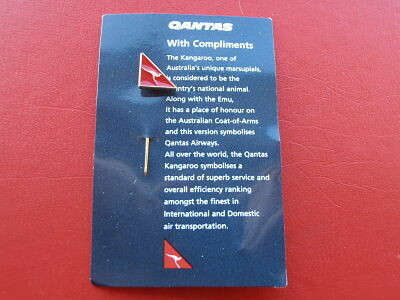 QANTAS
With Compliments
The Kangaroo, one of
Australia's unique marsupials,
is considered to be the
country's national animal.
Along with the Emu,
it has a place of honour on
the Australian Coat-of-Arms
and this version symbolises
Qantas Airways.
All over the world, the Qantas
Kangaroo symbolises a
standard of superb service and
overall efficiency ranking
amongst the finest in
International and Domestic
air transportation.